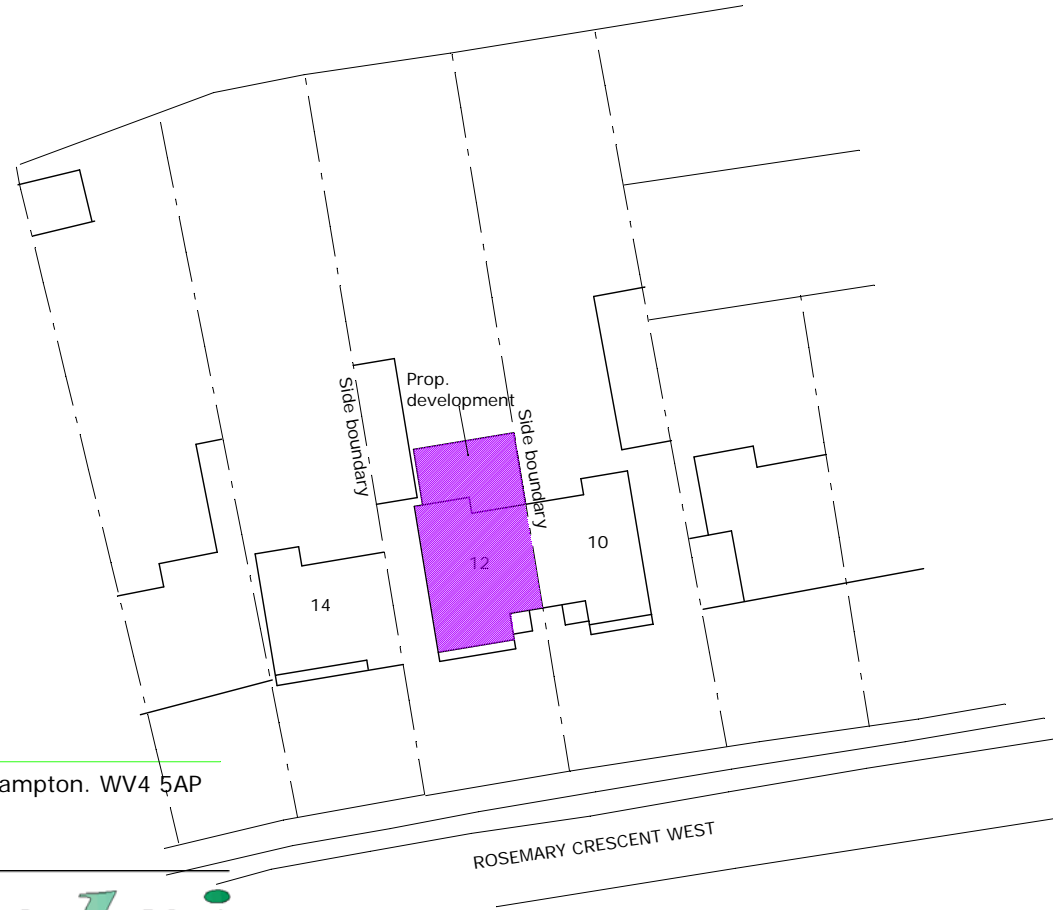 Prop.
development
Side boundary
Side boundary
10
12
14
ampton. WV4 5AP
ROSEMARY CRESCENT WEST